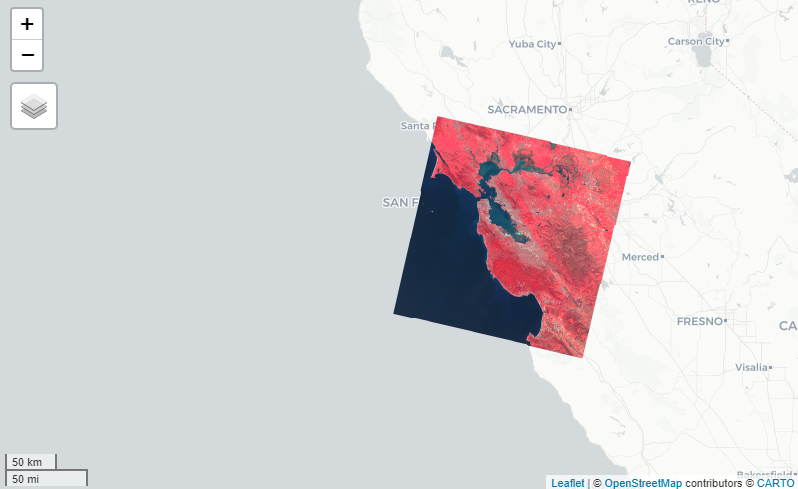 +
RENO
Yuba City
Carson City
−
SACRAMENTO
Santa R
SAN F
Merced
FRESNO
CA
Visalia
Bakersfield
50 km
50 mi
Leaflet | © OpenStreetMap contributors © CARTO